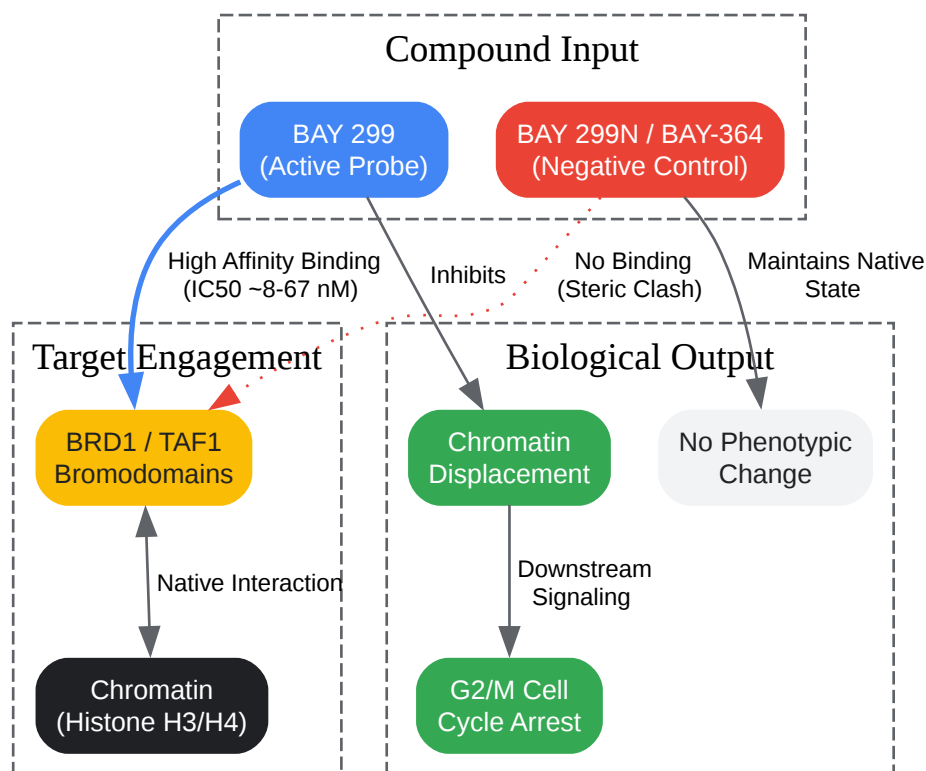 Compound Input
BAY 299
(Active Probe)
BAY 299N / BAY-364
(Negative Control)
High Affinity Binding
(IC50 ~8-67 nM)
Inhibits
No Binding
(Steric Clash)
Maintains Native
State
Target Engagement
Biological Output
BRD1 / TAF1
Bromodomains
Chromatin
Displacement
No Phenotypic
Change
Native Interaction
Downstream
Signaling
Chromatin
(Histone H3/H4)
G2/M Cell
Cycle Arrest